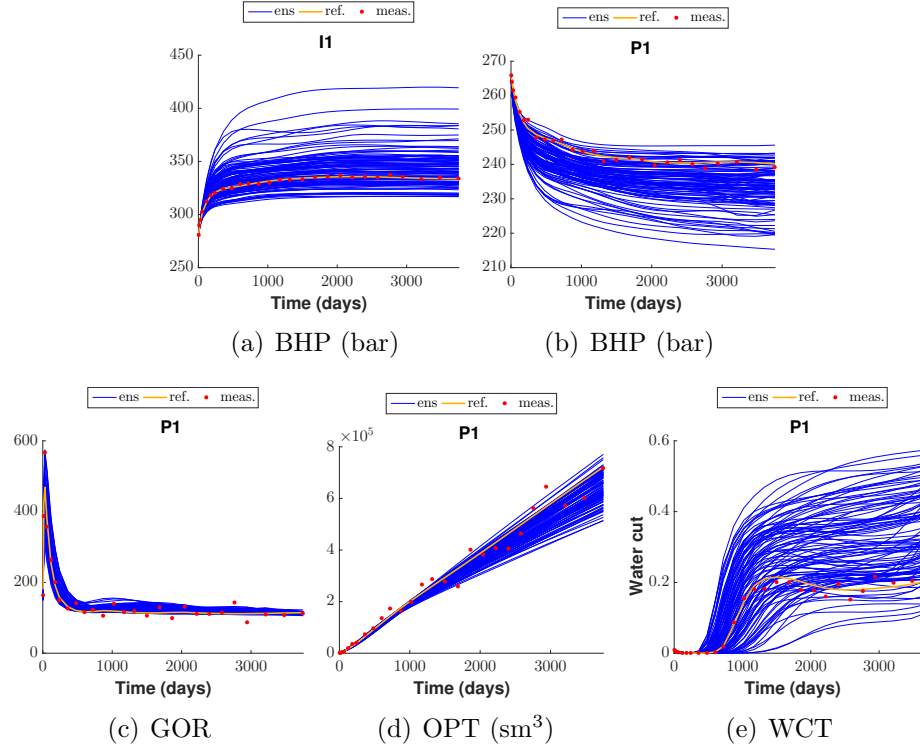 ens ref. meas.
I1
450
400
350
300
250
0 1000 2000 3000
Time (days)
(a) BHP (bar)
ens ref. meas.
P1
270
260
250
240
230
220
210
0 1000 2000 3000
Time (days)
(b) BHP (bar)
ens ref. meas.
P1
600
400
200
0
0 1000 2000 3000
Time (days)
(c) GOR
ens ref. meas.
P1
×10⁵
8
6
4
2
0
0 1000 2000 3000
Time (days)
(d) OPT (sm³)
ens ref. meas.
P1
Water cut
0.6
0.4
0.2
0
0 1000 2000 3000
Time (days)
(e) WCT